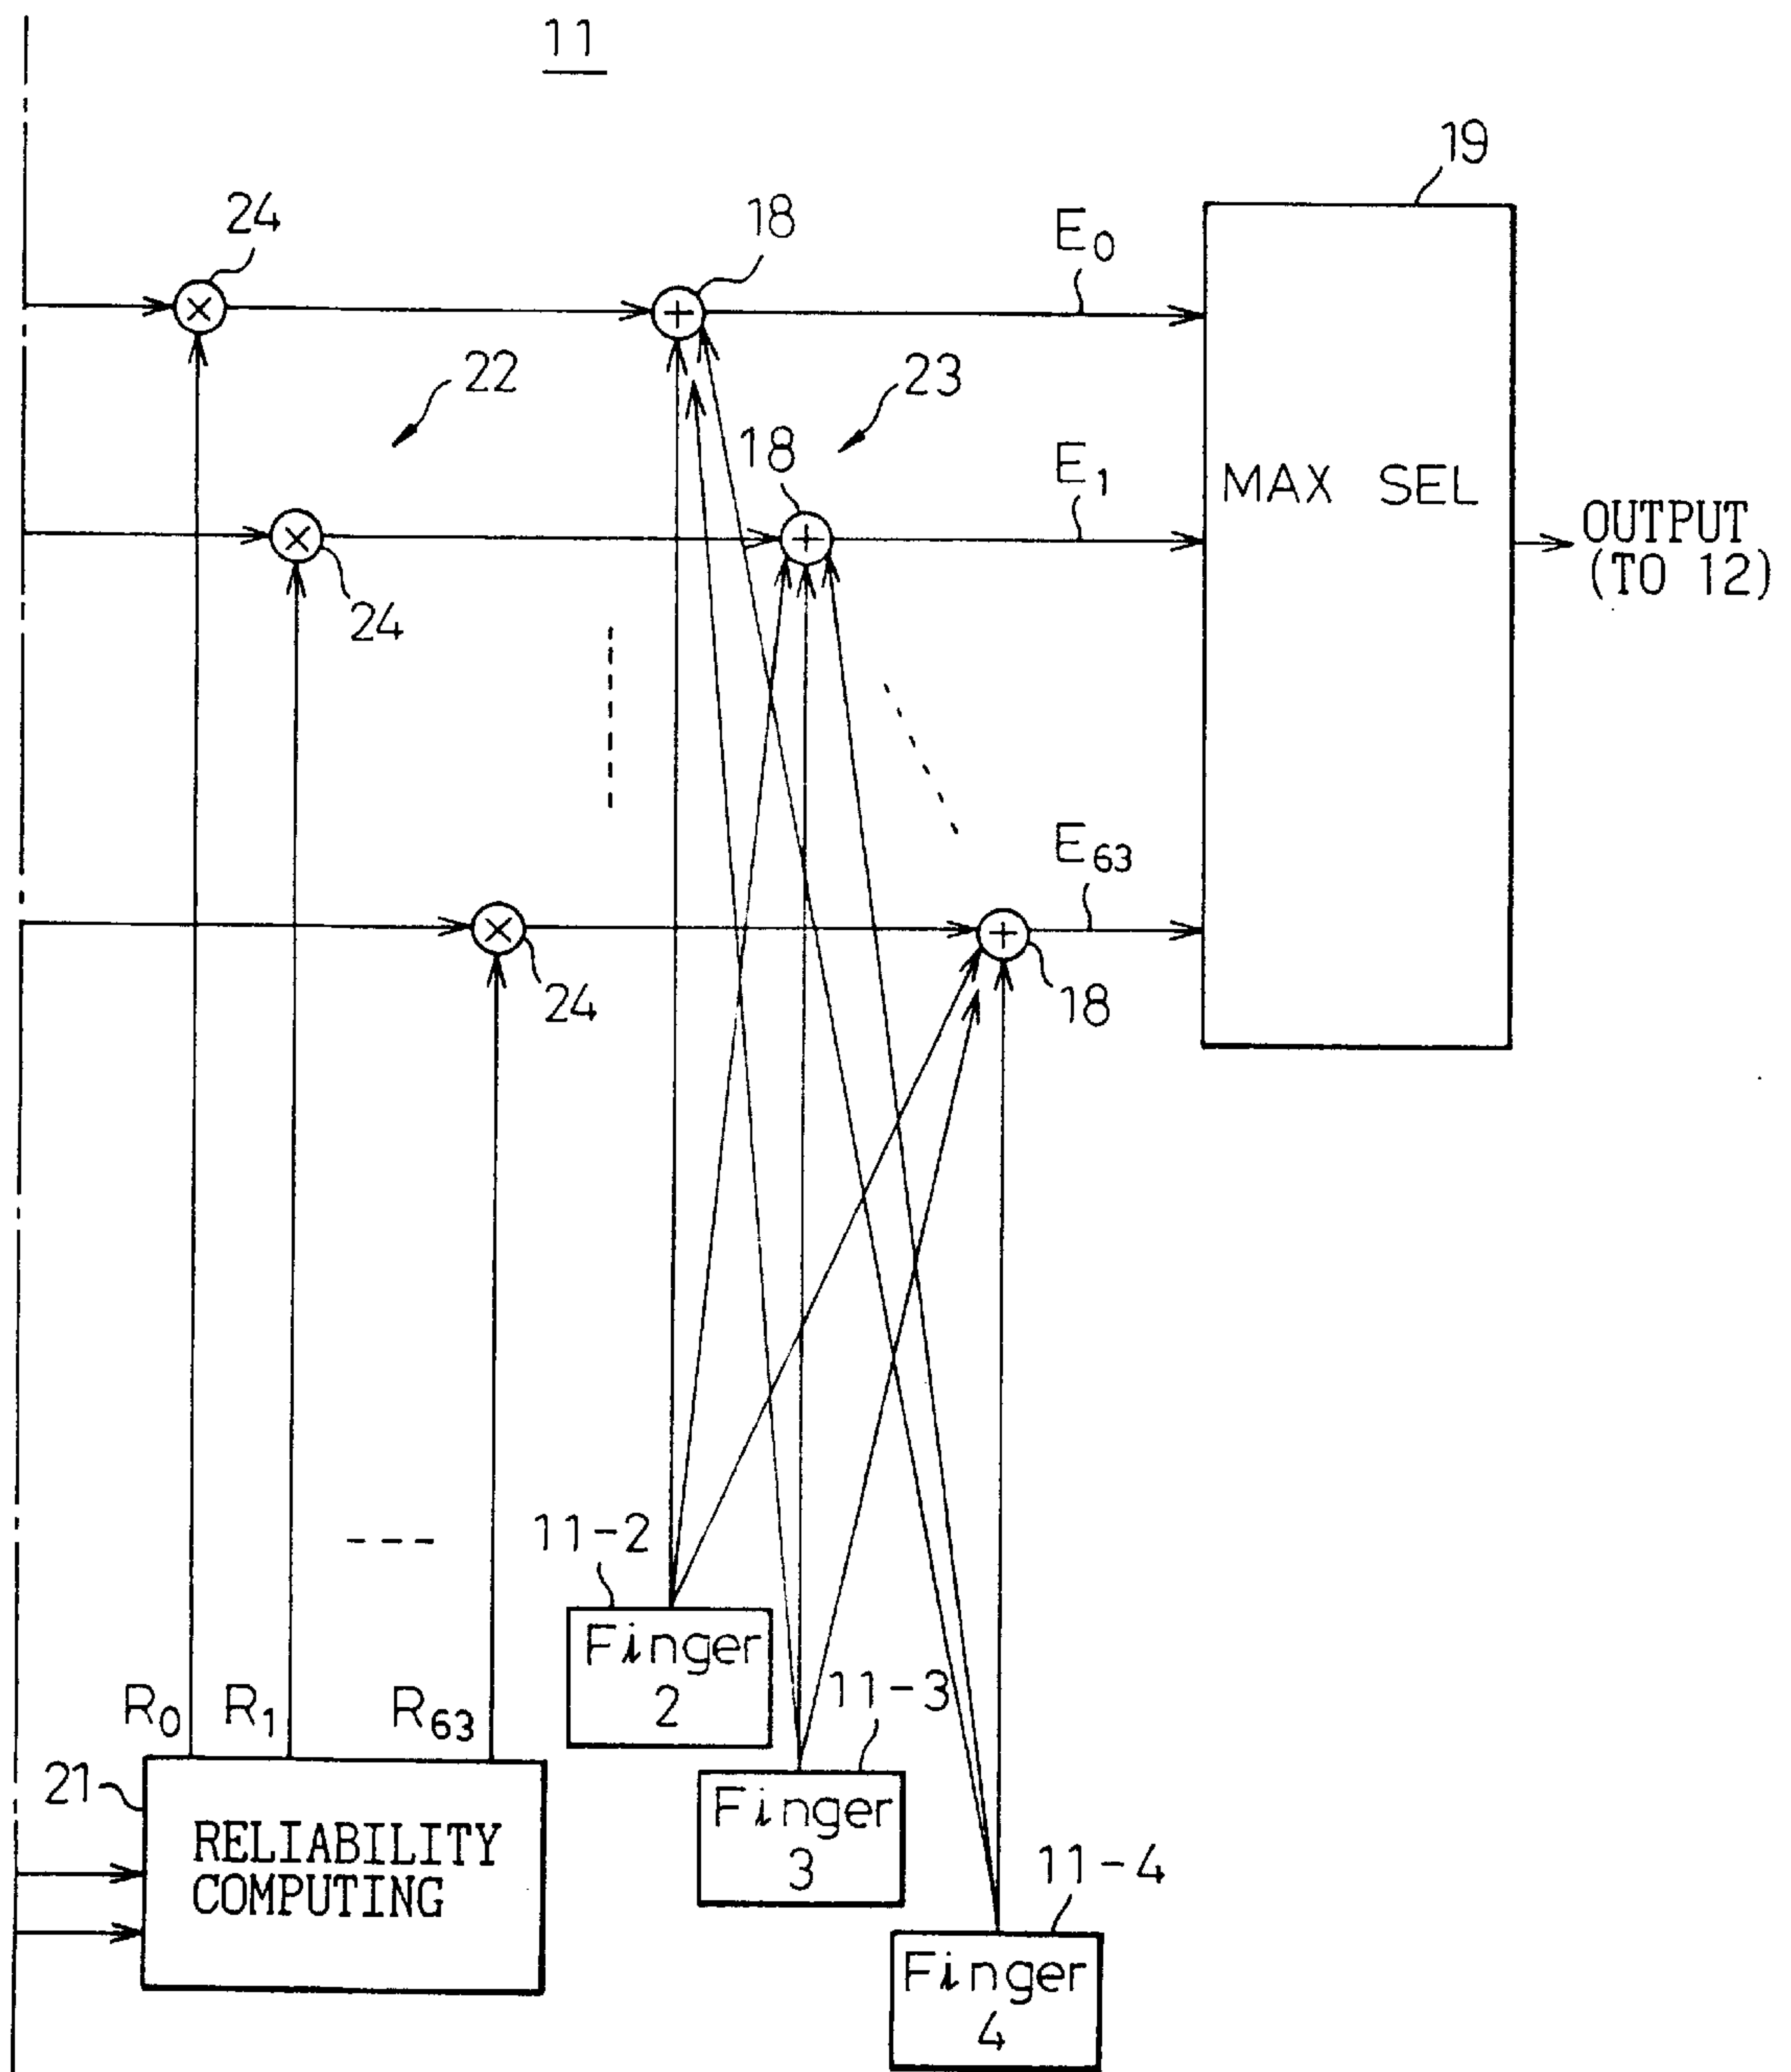 11
19
24
18
E0
22
23
18
E1
MAX SEL
OUTPUT
(TO 12)
24
E63
24
18
11-2
Finger
2
11-3
R0
R1
R63
21
Finger
3
RELIABILITY
COMPUTING
11-4
Finger
4